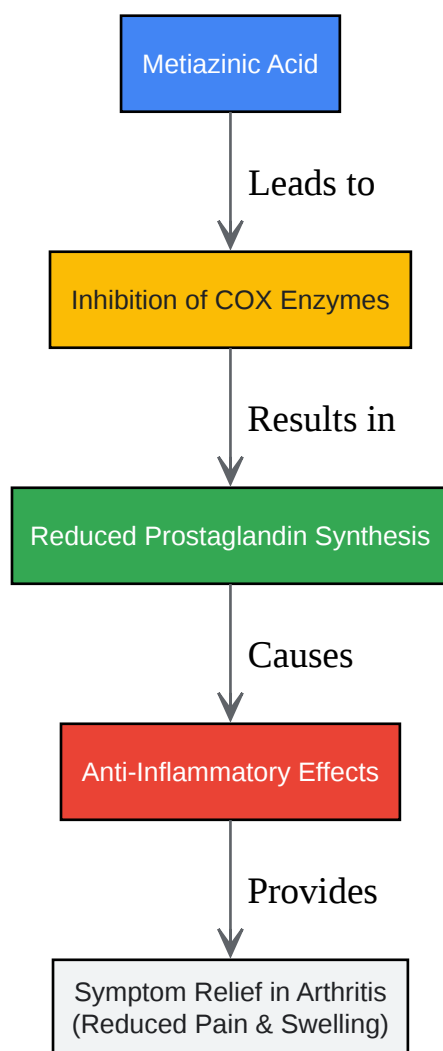 Metiazinic Acid
Leads to
Inhibition of COX Enzymes
Results in
Reduced Prostaglandin Synthesis
Causes
Anti-Inflammatory Effects
Provides
Symptom Relief in Arthritis
(Reduced Pain & Swelling)